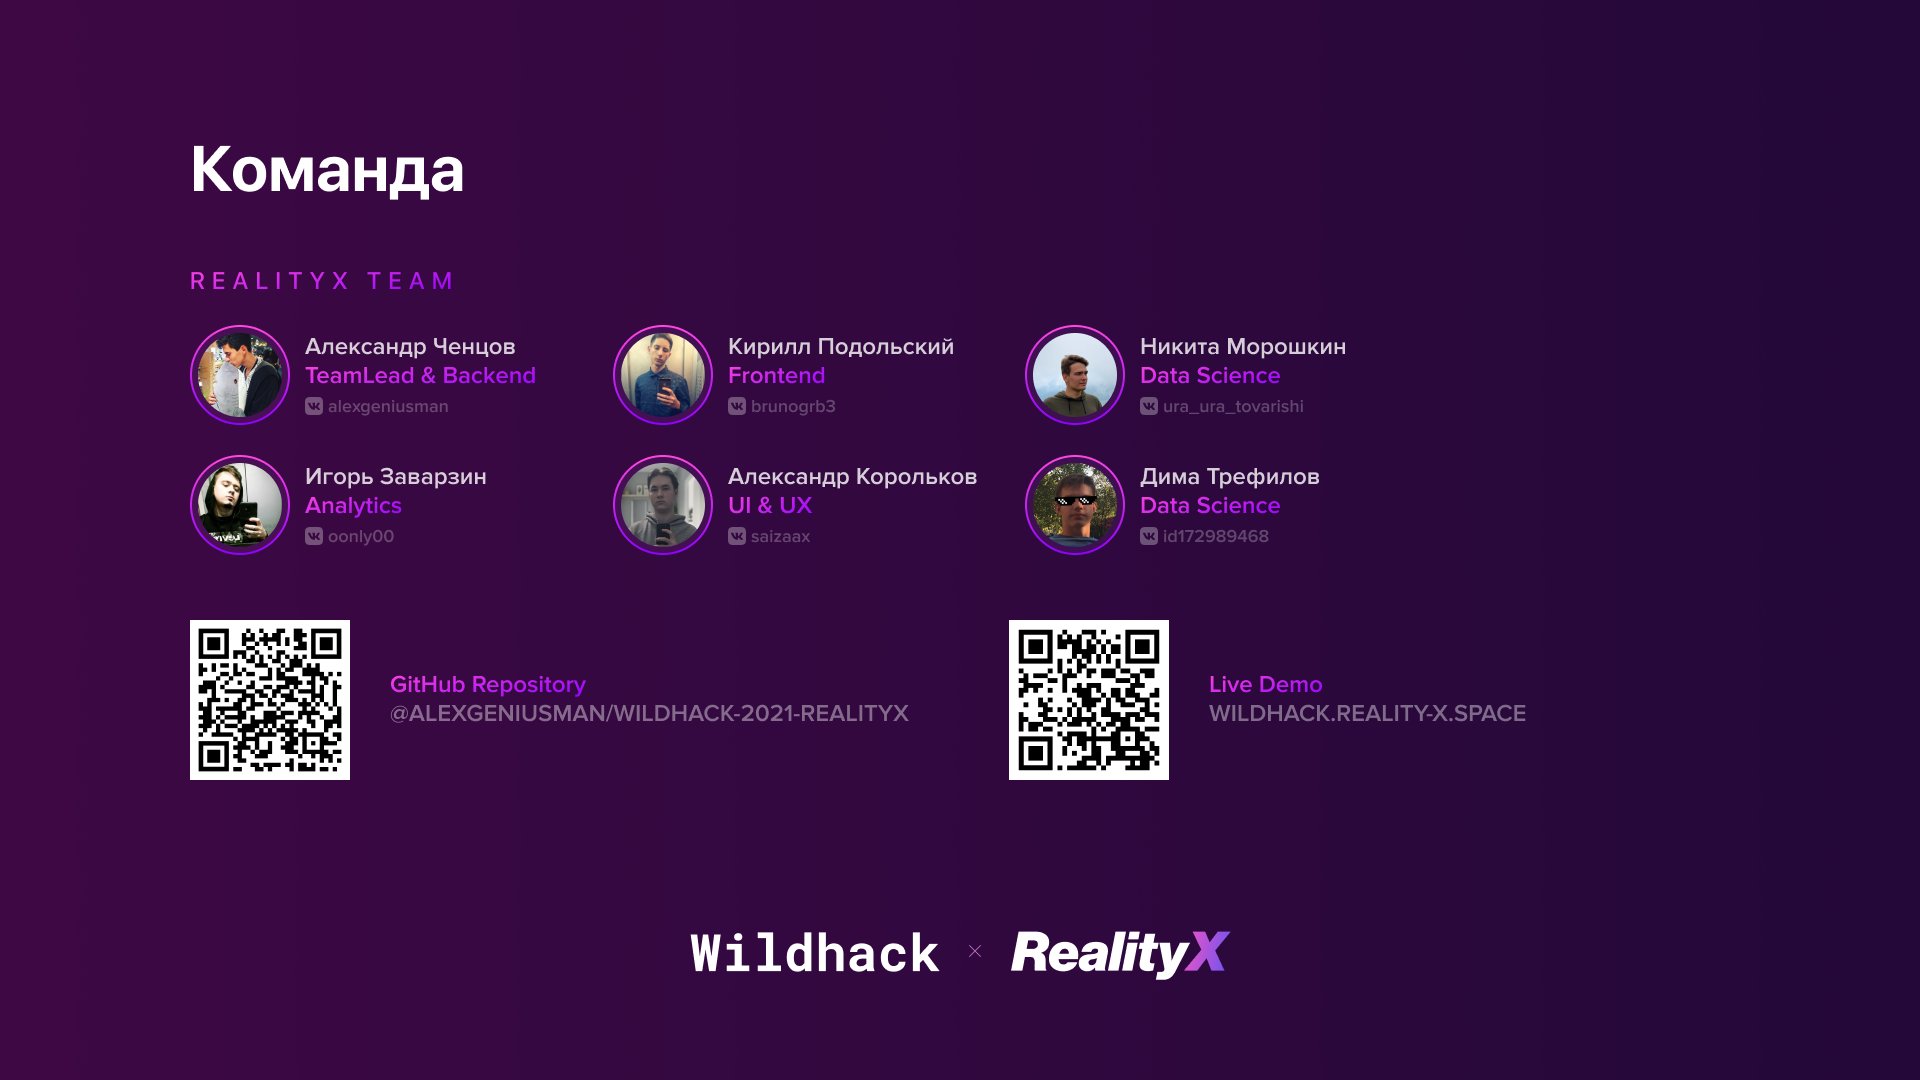 Команда
REALITYX TEAM
Александр Ченцов
TeamLead & Backend
alexgeniusman
Кирилл Подольский
Frontend
brunogrb3
Никита Морошкин
Data Science
ura_ura_tovarishi
Игорь Заварзин
Analytics
oonly00
Александр Корольков
UI & UX
saizaax
Дима Трефилов
Data Science
id172989468
GitHub Repository
@ALEXGENIUSMAN/WILDHACK-2021-REALITYX
Live Demo
WILDHACK.REALITY-X.SPACE
Wildhack × RealityX